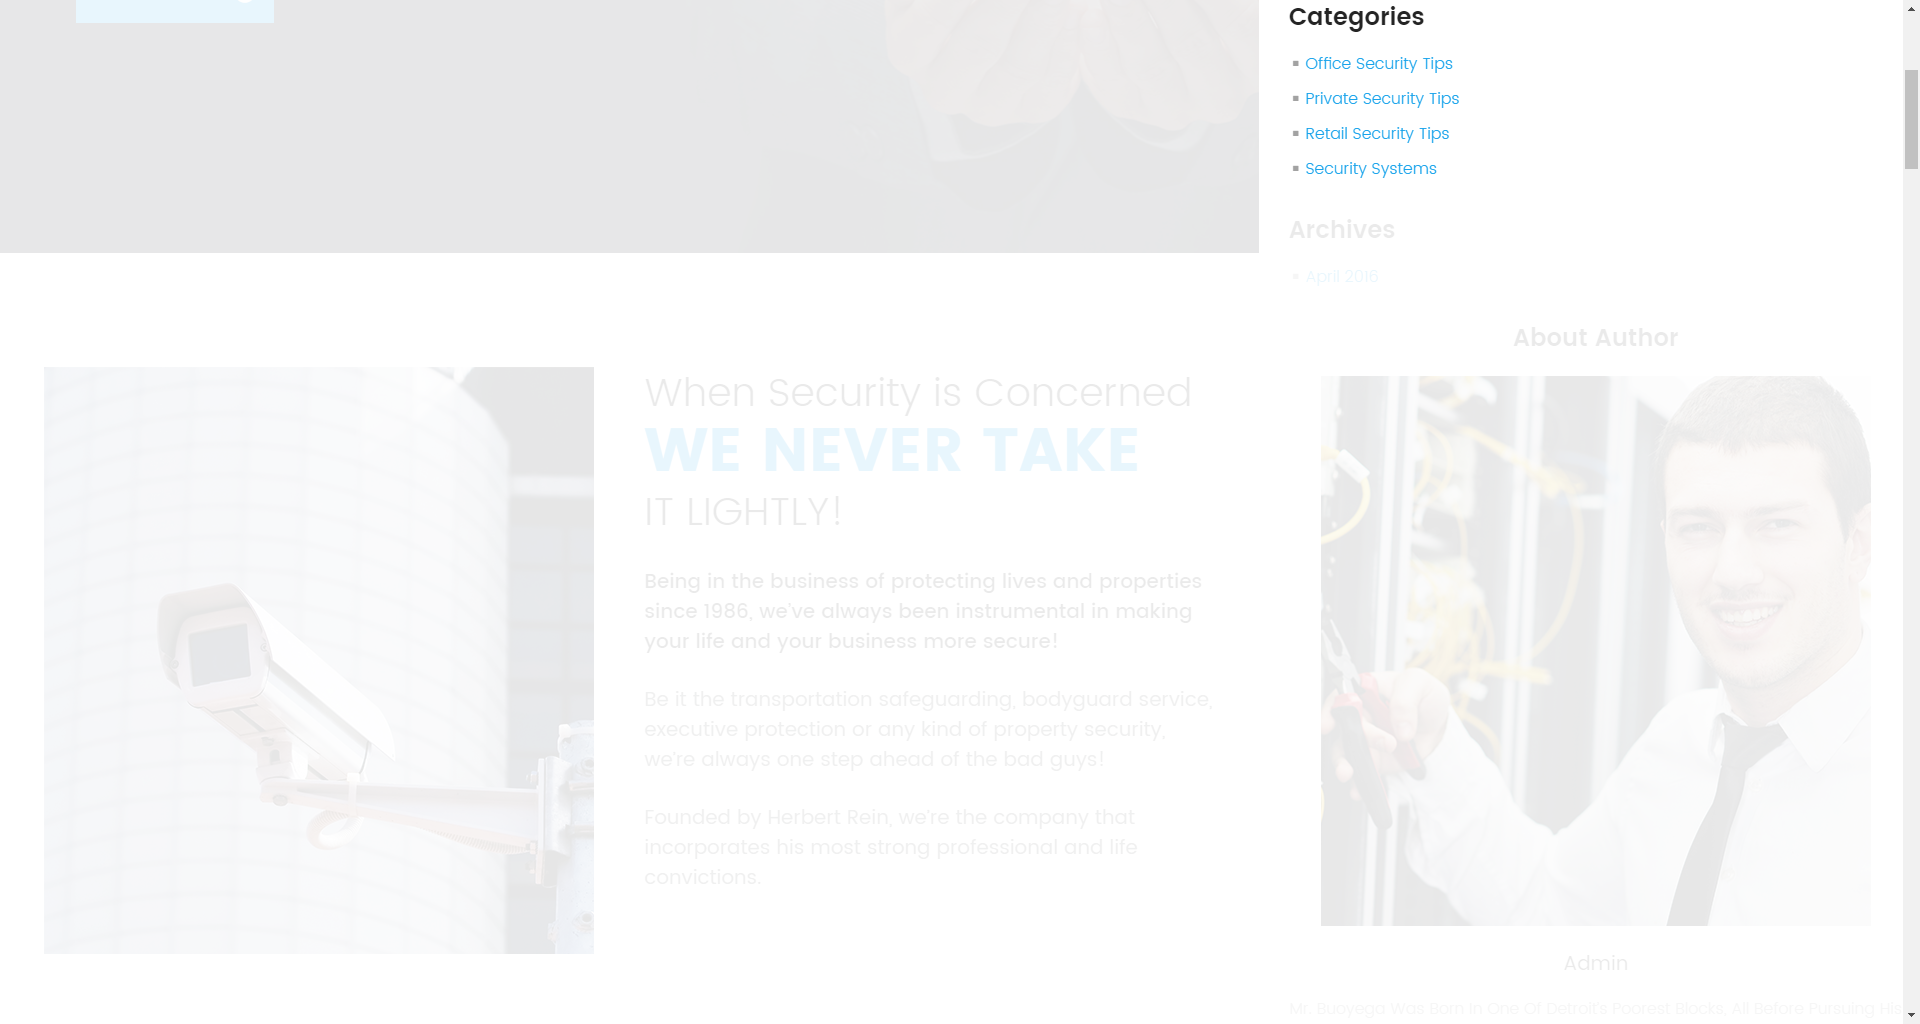 Categories
Office Security Tips
Private Security Tips
Retail Security Tips
Security Systems
Archives
April 2016
About Author
When Security is Concerned
WE NEVER TAKE
IT LIGHTLY!
Being in the business of protecting lives and properties
since 1986, we've always been instrumental in making
your life and your business more secure!
Be it the transportation safeguarding, bodyguard service,
executive protection or any kind of property security,
we're always one step ahead of the bad guys!
Founded by Herbert Rein, we're the company that
incorporates his most strong professional and life
convictions.
Admin
Mr. Buoyega Was Born In One Of Detroit's Poorest Blocks, All Before Pursuing His